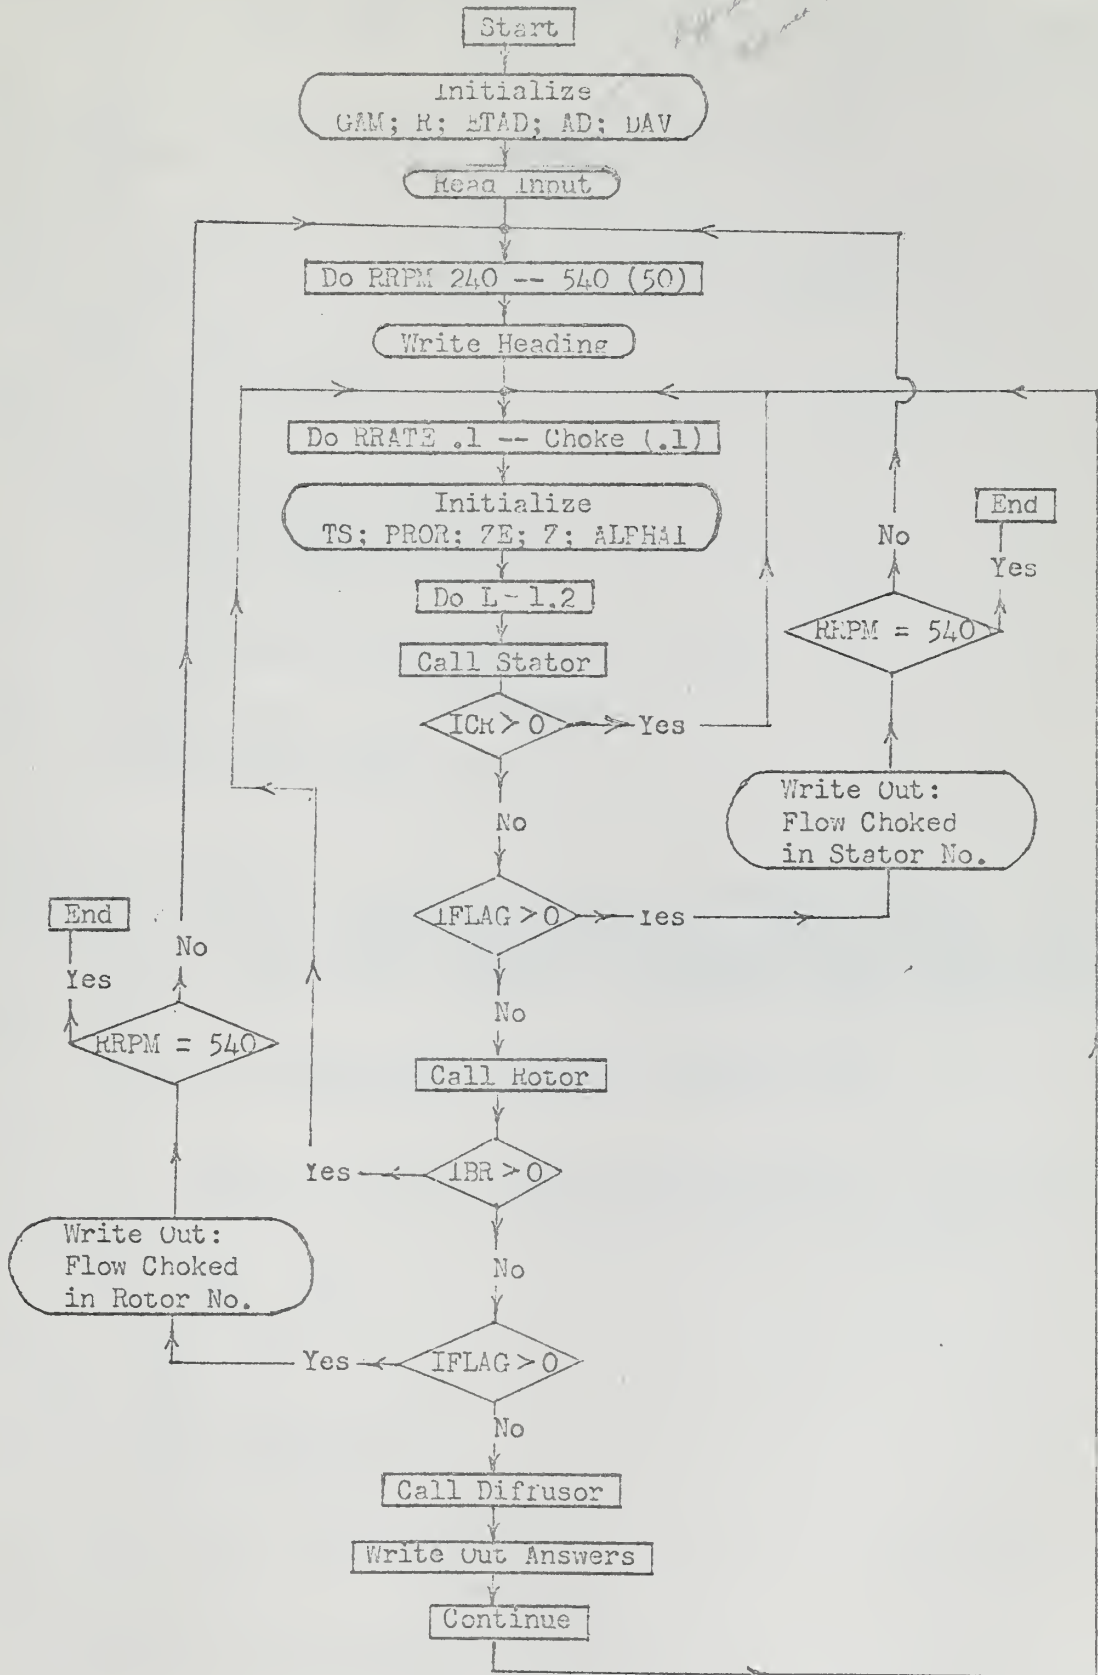 Start
Initialize
GAM; R; ETAD; AD; DAV
Read Input
Do RRPM 240 -- 540 (50)
Write Heading
Do RRATE .1 -- Choke (.1)
Initialize
TS; PROR; ZE; Z; ALPHA1
End
No
Yes
Do L-1,2
RRPM = 540
Call Stator
ICR > 0
Yes
Write Out:
Flow Choked
in Stator No.
No
End
IFLAG > 0
Yes
No
Yes
No
RRPM = 540
Call Rotor
Yes
IBR > 0
Write Out:
Flow Choked
in Rotor No.
No
Yes
IFLAG > 0
No
Call Diffusor
Write Out Answers
Continue